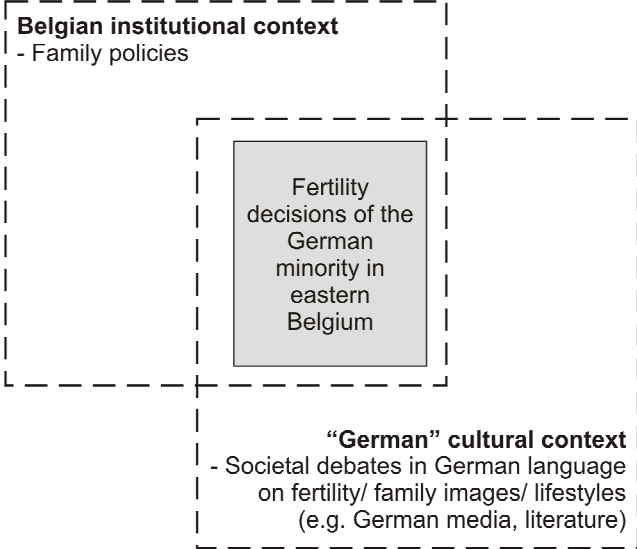 Belgian institutional context
- Family policies
Fertility
decisions of the
German
minority in
eastern
Belgium
“German” cultural context
- Societal debates in German language
on fertility/ family images/ lifestyles
(e.g. German media, literature)